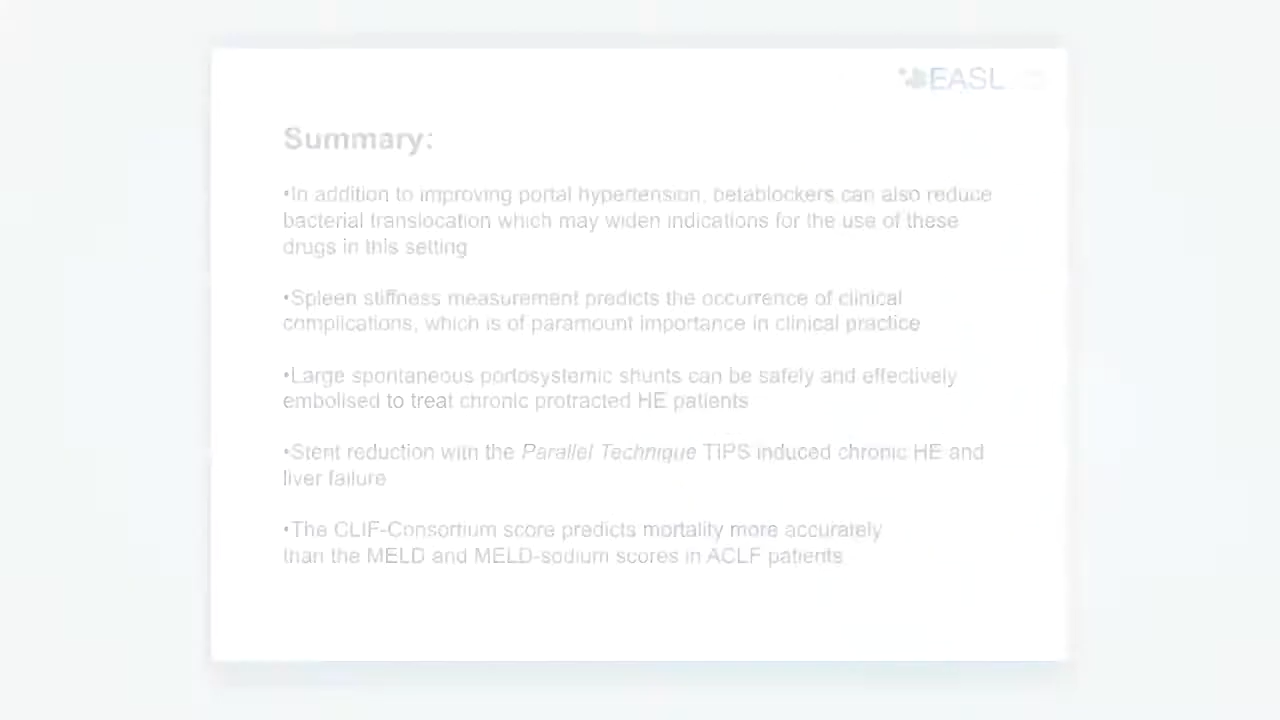 EASL
Summary:
•In addition to improving portal hypertension, betablockers can also reduce
bacterial translocation which may widen indications for the use of these
drugs in this setting
•Spleen stiffness measurement predicts the occurrence of clinical
complications, which is of paramount importance in clinical practice
•Large spontaneous portosystemic shunts can be safely and effectively
embolised to treat chronic protracted HE patients
•Stent reduction with the Parallel Technique TIPS induced chronic HE and
liver failure
•The CLIF-Consortium score predicts mortality more accurately
than the MELD and MELD-sodium scores in ACLF patients